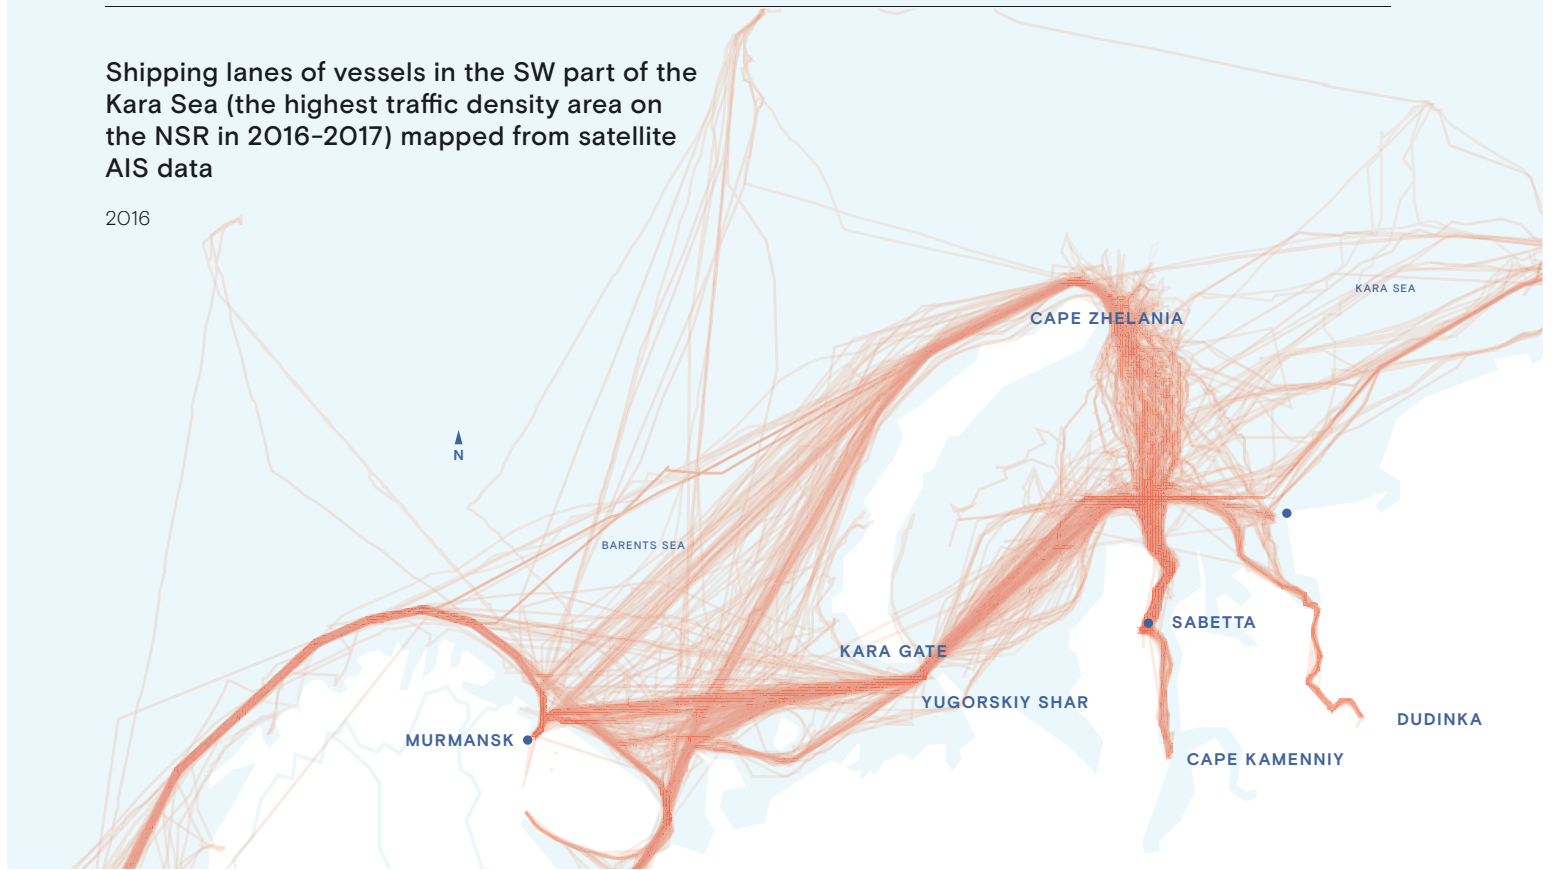 Shipping lanes of vessels in the SW part of the
Kara Sea (the highest traffic density area on
the NSR in 2016–2017) mapped from satellite
AIS data
2016
KARA SEA
CAPE ZHELANIA
N
BARENTS SEA
SABETTA
KARA GATE
YUGORSKIY SHAR
DUDINKA
MURMANSK
CAPE KAMENNIY